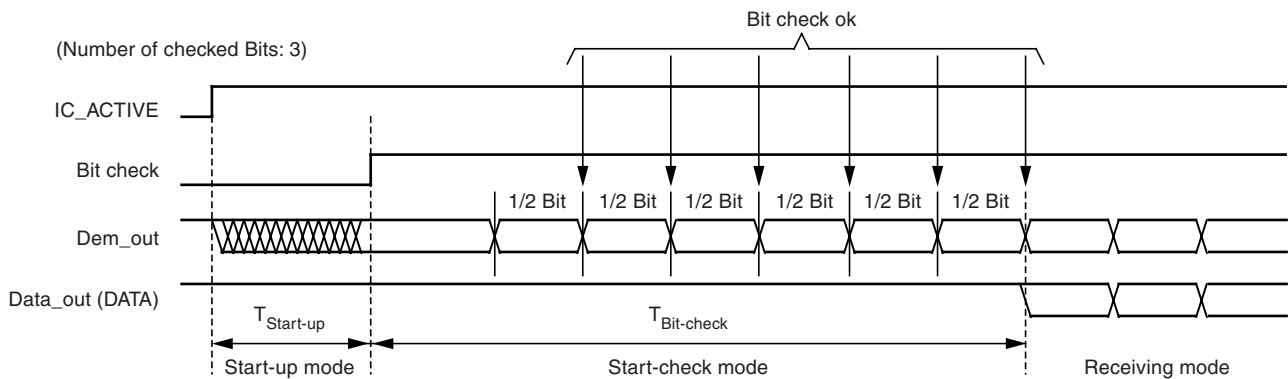 Bit check ok
(Number of checked Bits: 3)
IC_ACTIVE
Bit check
1/2 Bit 1/2 Bit 1/2 Bit 1/2 Bit 1/2 Bit 1/2 Bit
Dem_out
Data_out (DATA)
TStart-up TBit-check
Start-up mode Start-check mode Receiving mode